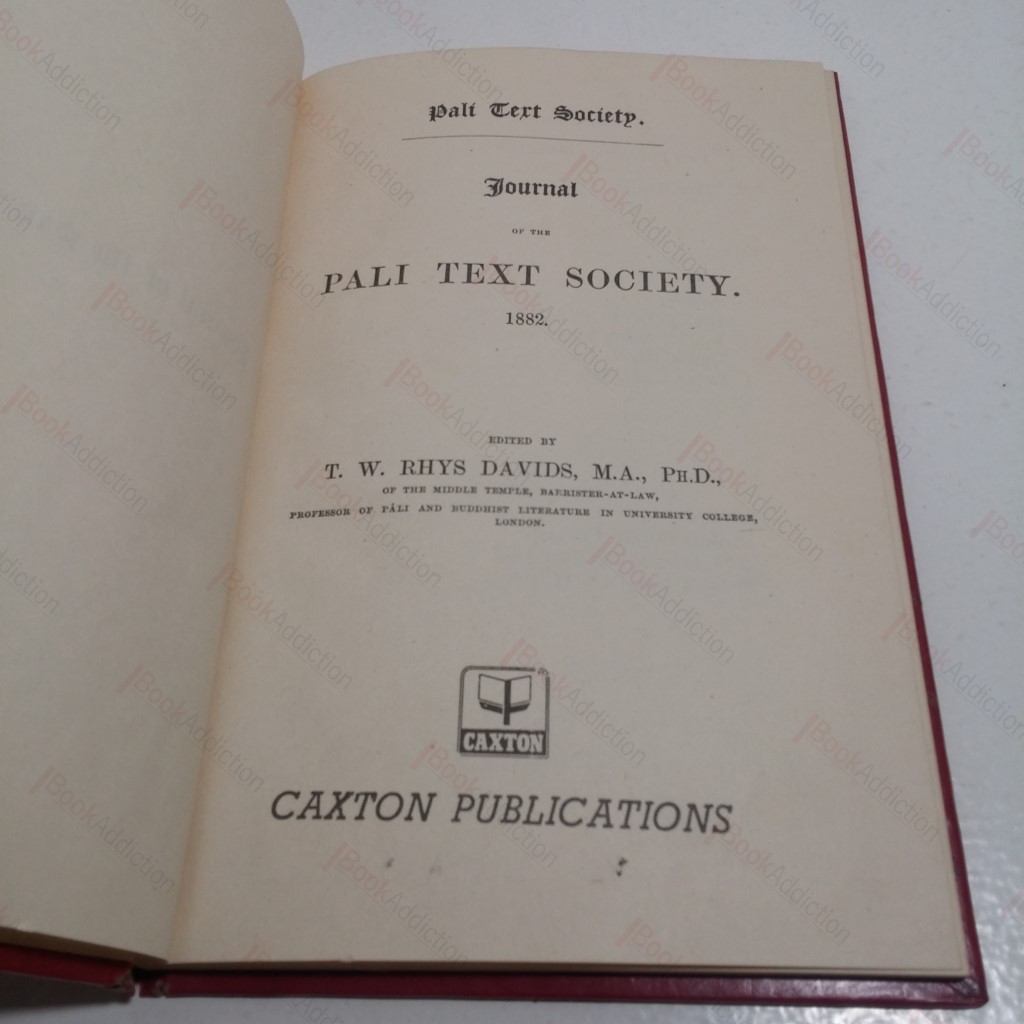 Pali Text Society.
Journal
OF THE
PALI TEXT SOCIETY.
1882.
EDITED BY
T. W. RHYS DAVIDS, M.A., PH.D.,
OF THE MIDDLE TEMPLE, BARRISTER-AT-LAW,
PROFESSOR OF PÂLI AND BUDDHIST LITERATURE IN UNIVERSITY COLLEGE,
LONDON.
CAXTON
CAXTON PUBLICATIONS
BookAddiction